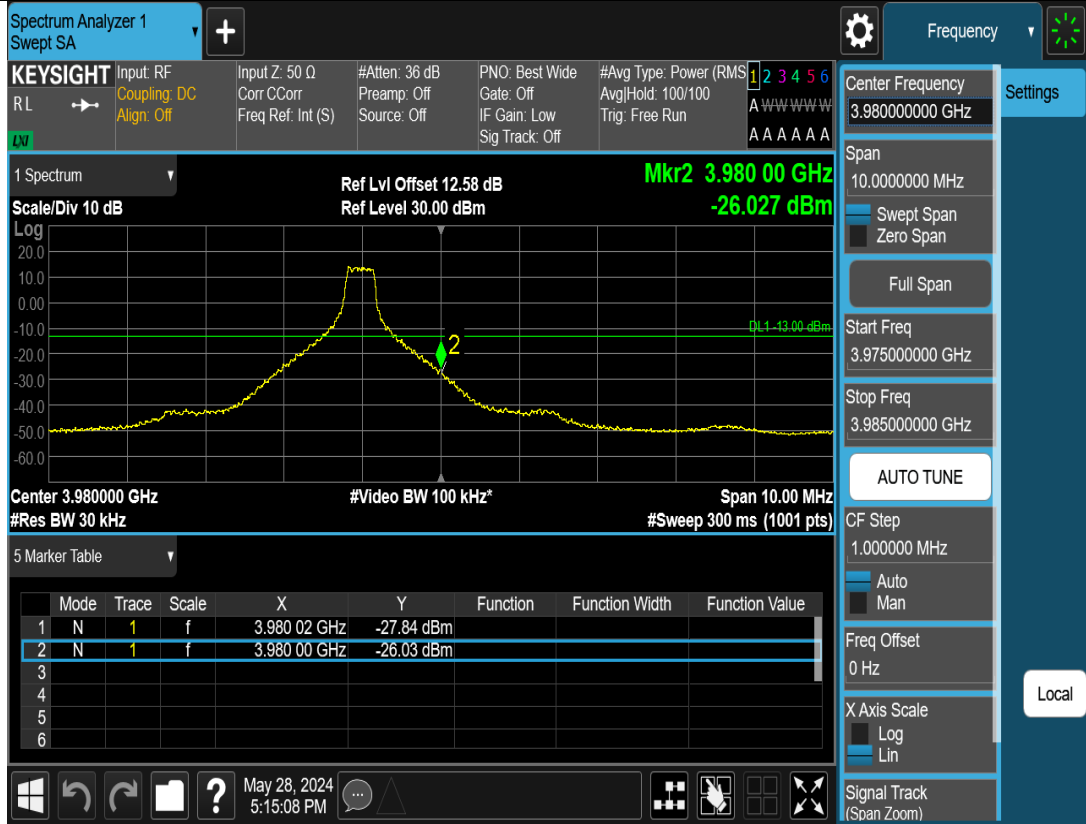 Spectrum Analyzer 1
Swept SA
+
Frequency
KEYSIGHT
RL
LXI
Input: RF
Coupling: DC
Align: Off
Input Z: 50 Ω
Corr CCorr
Freq Ref: Int (S)
#Atten: 36 dB
Preamp: Off
Source: Off
PNO: Best Wide
Gate: Off
IF Gain: Low
Sig Track: Off
#Avg Type: Power (RMS
Avg|Hold: 100/100
Trig: Free Run
1 2 3 4 5 6
A W W W W W
A A A A A A
1 Spectrum
Scale/Div 10 dB
Ref Lvl Offset 12.58 dB
Ref Level 30.00 dBm
Mkr2 3.980 00 GHz
-26.027 dBm
Log
20.0
10.0
0.00
-10.0
-20.0
-30.0
-40.0
-50.0
-60.0
DL1 -13.00 dBm
2
Center 3.980000 GHz
#Video BW 100 kHz*
Span 10.00 MHz
#Res BW 30 kHz
#Sweep 300 ms (1001 pts)
5 Marker Table
Mode Trace Scale X Y Function Function Width Function Value
1 N 1 f 3.980 02 GHz -27.84 dBm
2 N 1 f 3.980 00 GHz -26.03 dBm
3
4
5
6
?
May 28, 2024
5:15:08 PM
Center Frequency
3.980000000 GHz
Span
10.0000000 MHz
Swept Span
Zero Span
Full Span
Start Freq
3.975000000 GHz
Stop Freq
3.985000000 GHz
AUTO TUNE
CF Step
1.000000 MHz
Auto
Man
Freq Offset
0 Hz
X Axis Scale
Log
Lin
Signal Track
(Span Zoom)
Settings
Local